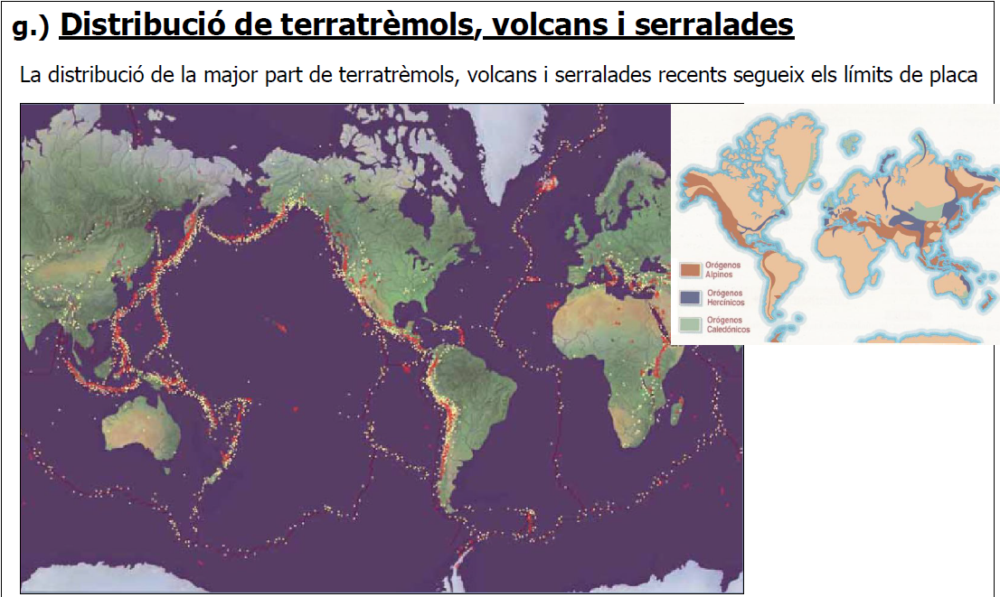 g.) Distribució de terratrèmols, volcans i serralades
La distribució de la major part de terratrèmols, volcans i serralades recents segueix els límits de placa
Orógenos
Alpinos
Orógenos
Hercínicos
Orógenos
Caledónicos